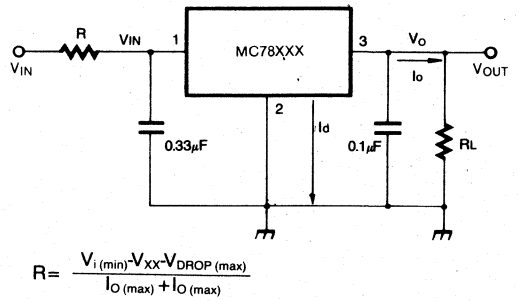 R
VIN
1
MC78XXX
3
VO
VIN
IO
VOUT
2
Id
0.33μF
0.1μF
RL
R= Vi (min)-VXX-VDROP (max)
IO (max) +IO (max)